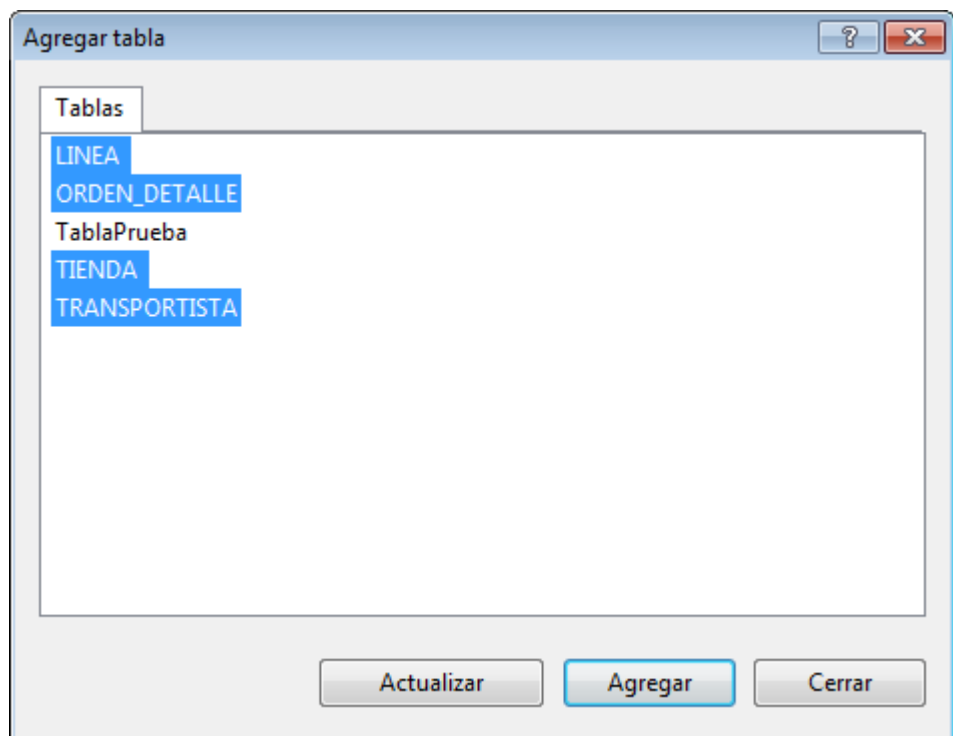 Agregar tabla
Tablas
LINEA
ORDEN_DETALLE
TablaPrueba
TIENDA
TRANSPORTISTA
Actualizar Agregar Cerrar